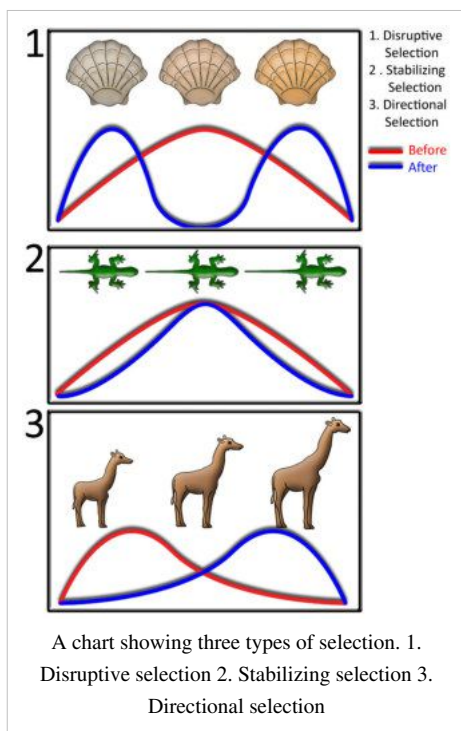 1
1. Disruptive
Selection
2 . Stabilizing
Selection
3. Directional
Selection
Before
After
2
3
A chart showing three types of selection. 1.
Disruptive selection 2. Stabilizing selection 3.
Directional selection